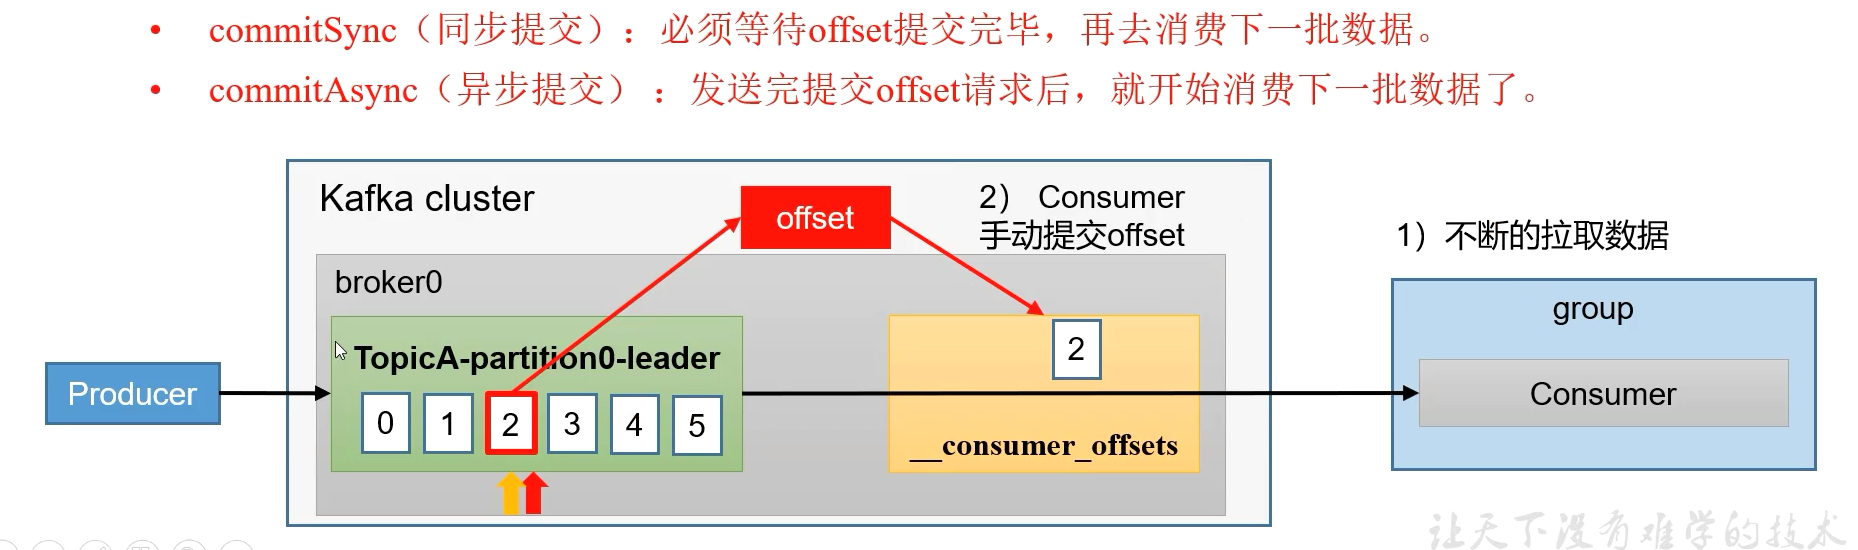 • commitSync（同步提交）：必须等待offset提交完毕，再去消费下一批数据。
• commitAsync（异步提交） ：发送完提交offset请求后，就开始消费下一批数据了。
Kafka cluster
offset
2） Consumer
手动提交offset
1）不断的拉取数据
broker0
group
TopicA-partition0-leader
2
Producer
Consumer
0 1 2 3 4 5
__consumer_offsets
让天下没有难学的技术